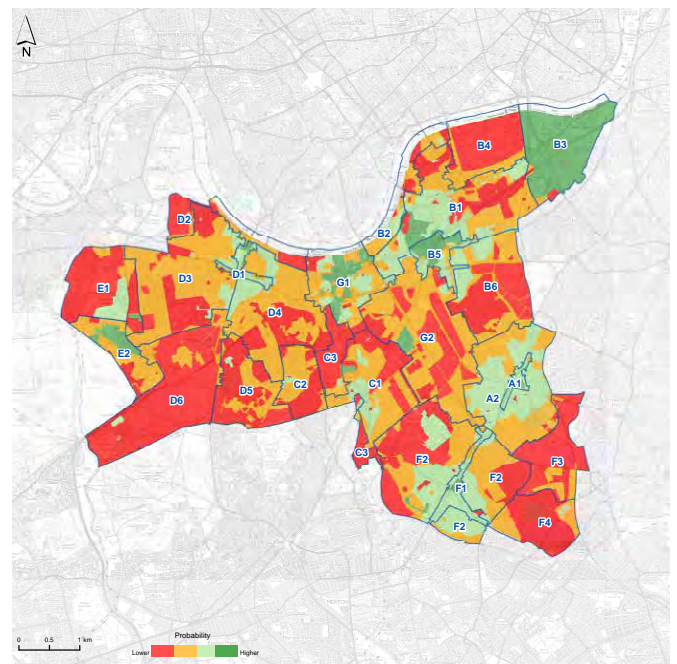 N
B4
B3
B1
D2
B2
B5
D3
D1
G1
B6
E1
D4
G2
E2
C3
C1
C2
D5
A1
A2
D6
C3
F2
F3
F2
F1
F4
F2
Probability
0 0.5 1 km
Lower Higher